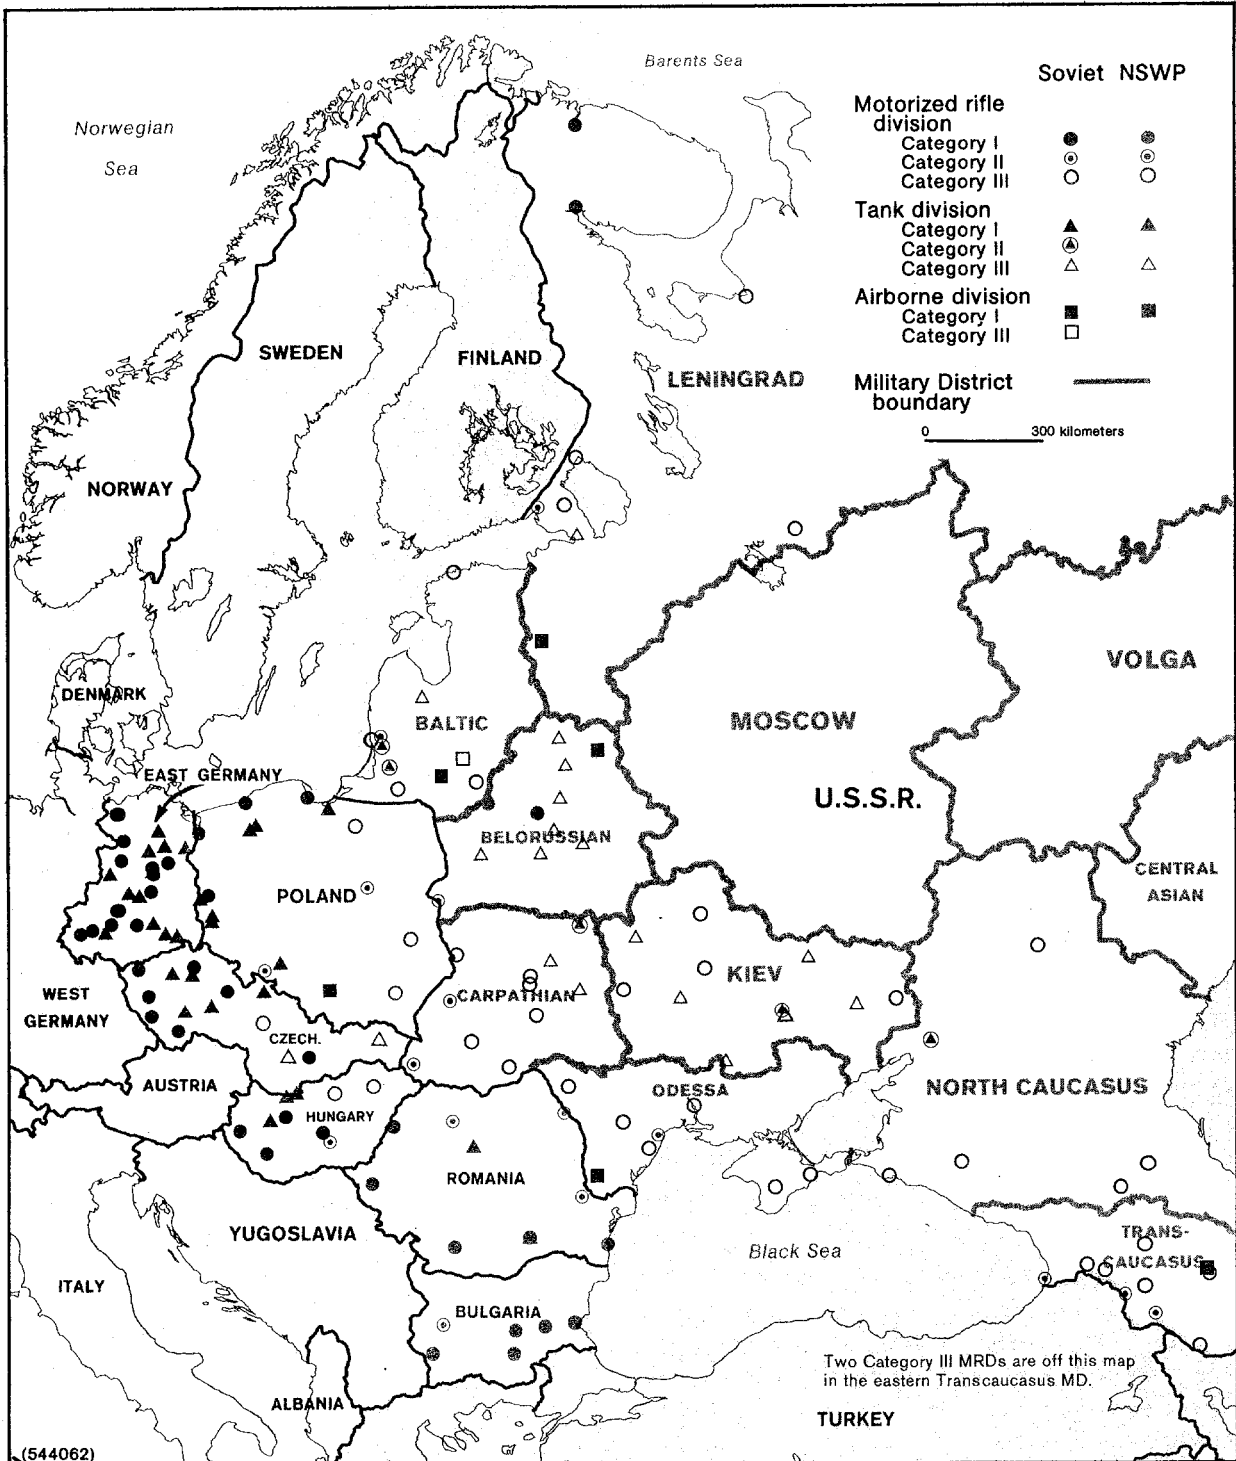 Barents Sea
Soviet NSWP
Motorized rifle
division
Category I
Category II
Category III
Norwegian
Sea
Tank division
Category I
Category II
Category III
Airborne division
Category I
Category III
SWEDEN
FINLAND
LENINGRAD
Military District
boundary
0 300 kilometers
NORWAY
VOLGA
DENMARK
BALTIC
MOSCOW
EAST GERMANY
U.S.S.R.
BELORUSSIAN
CENTRAL
ASIAN
POLAND
KIEV
WEST
GERMANY
CARPATHIAN
CZECH.
AUSTRIA
ODESSA
NORTH CAUCASUS
HUNGARY
ROMANIA
YUGOSLAVIA
TRANS-
CAUCASUS
Black Sea
ITALY
BULGARIA
Two Category III MRDs are off this map
in the eastern Transcaucasus MD.
ALBANIA
TURKEY
(544062)